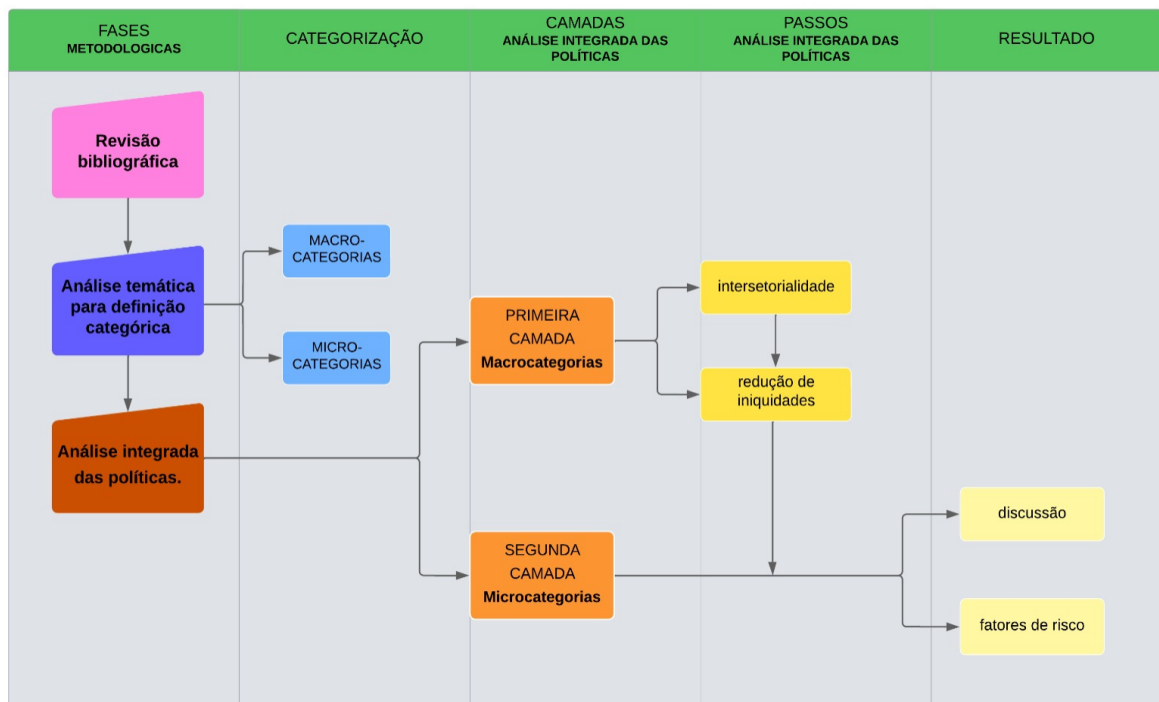 FASES
METODOLOGICAS
CATEGORIZAÇÃO
CAMADAS
ANÁLISE INTEGRADA DAS
POLÍTICAS
PASSOS
ANÁLISE INTEGRADA DAS
POLÍTICAS
RESULTADO
Revisão
bibliográfica
Análise temática
para definição
categórica
Análise integrada
das políticas.
MACRO-
CATEGORIAS
MICRO-
CATEGORIAS
PRIMEIRA
CAMADA
Macrocategorias
SEGUNDA
CAMADA
Microcategorias
intersetorialidade
redução de
iniquidades
discussão
fatores de risco